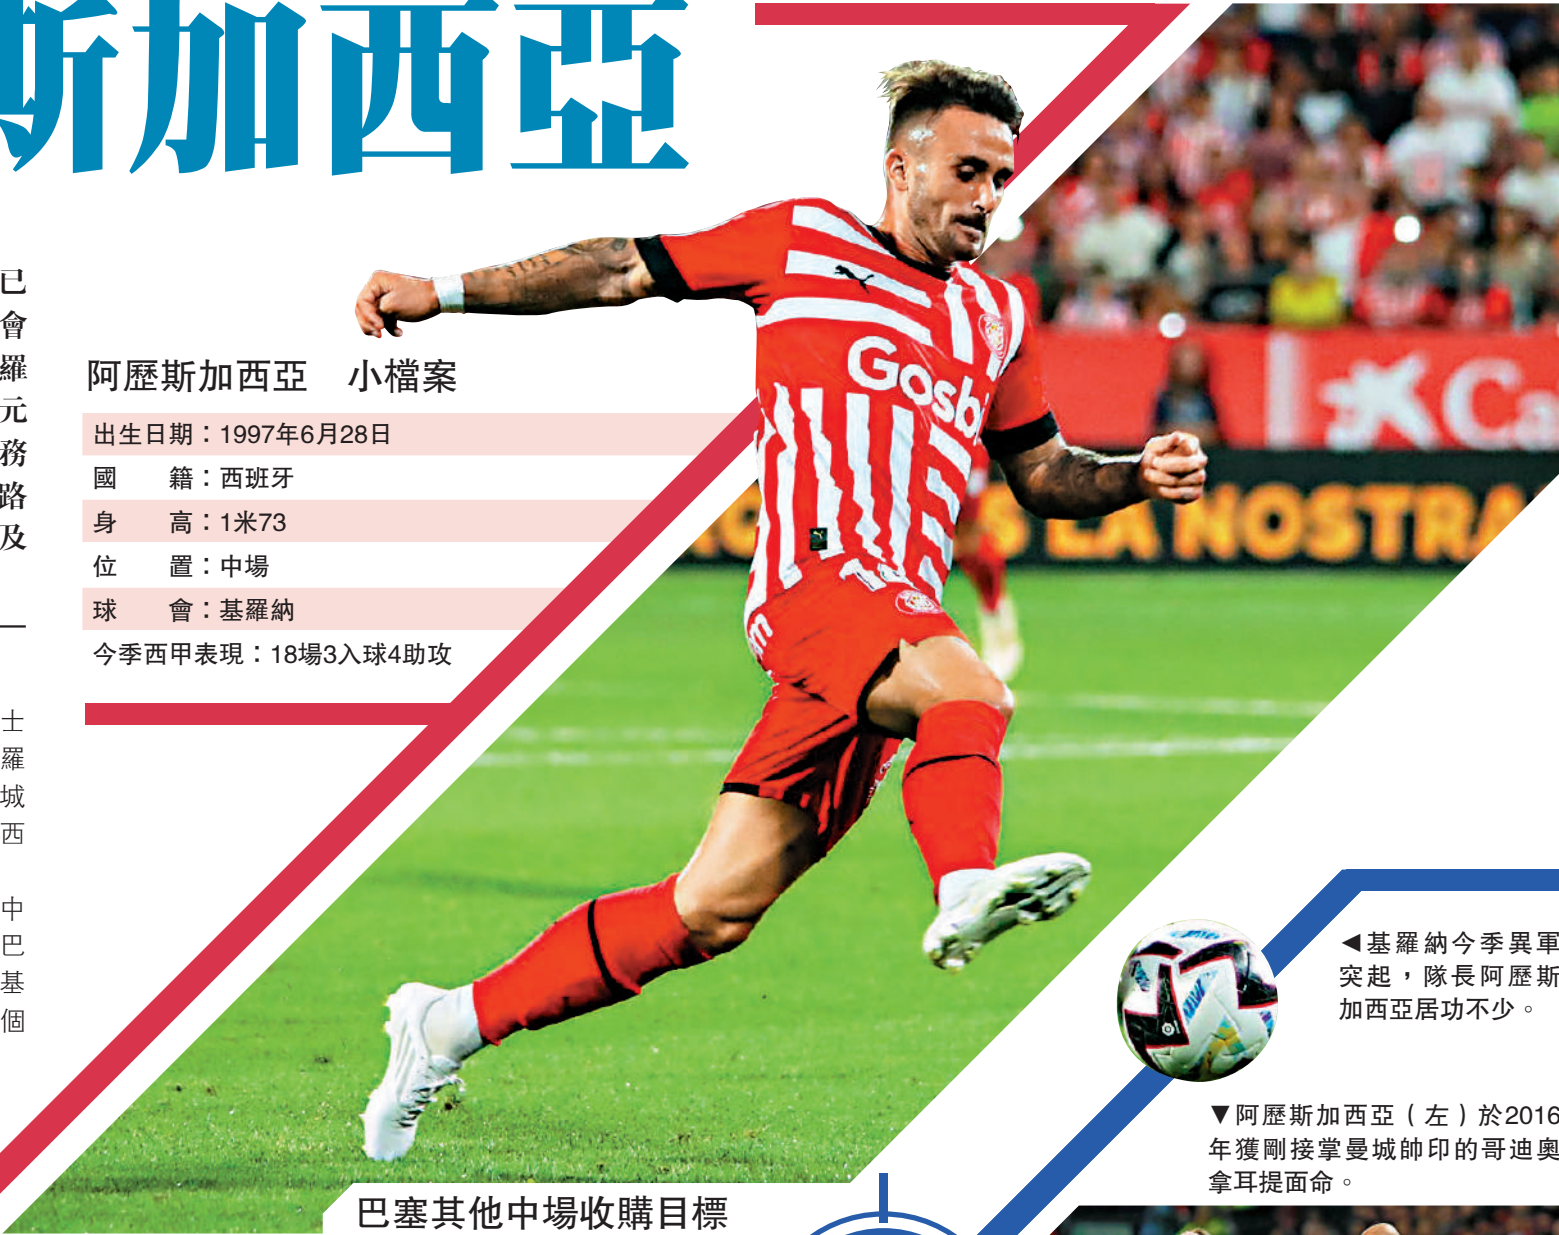 斯加西亞
已
會
羅
元
務
路
及
士
羅
城
西
中
巴
基
個
阿歷斯加西亞　小檔案
出生日期：1997年6月28日
國　　籍：西班牙
身　　高：1米73
位　　置：中場
球　　會：基羅納
今季西甲表現：18場3入球4助攻
Gosbi
Ca
S LA NOSTRA
◀基羅納今季異軍
突起，隊長阿歷斯
加西亞居功不少。
▼阿歷斯加西亞（左）於2016
年獲剛接掌曼城帥印的哥迪奧
拿耳提面命。
巴塞其他中場收購目標